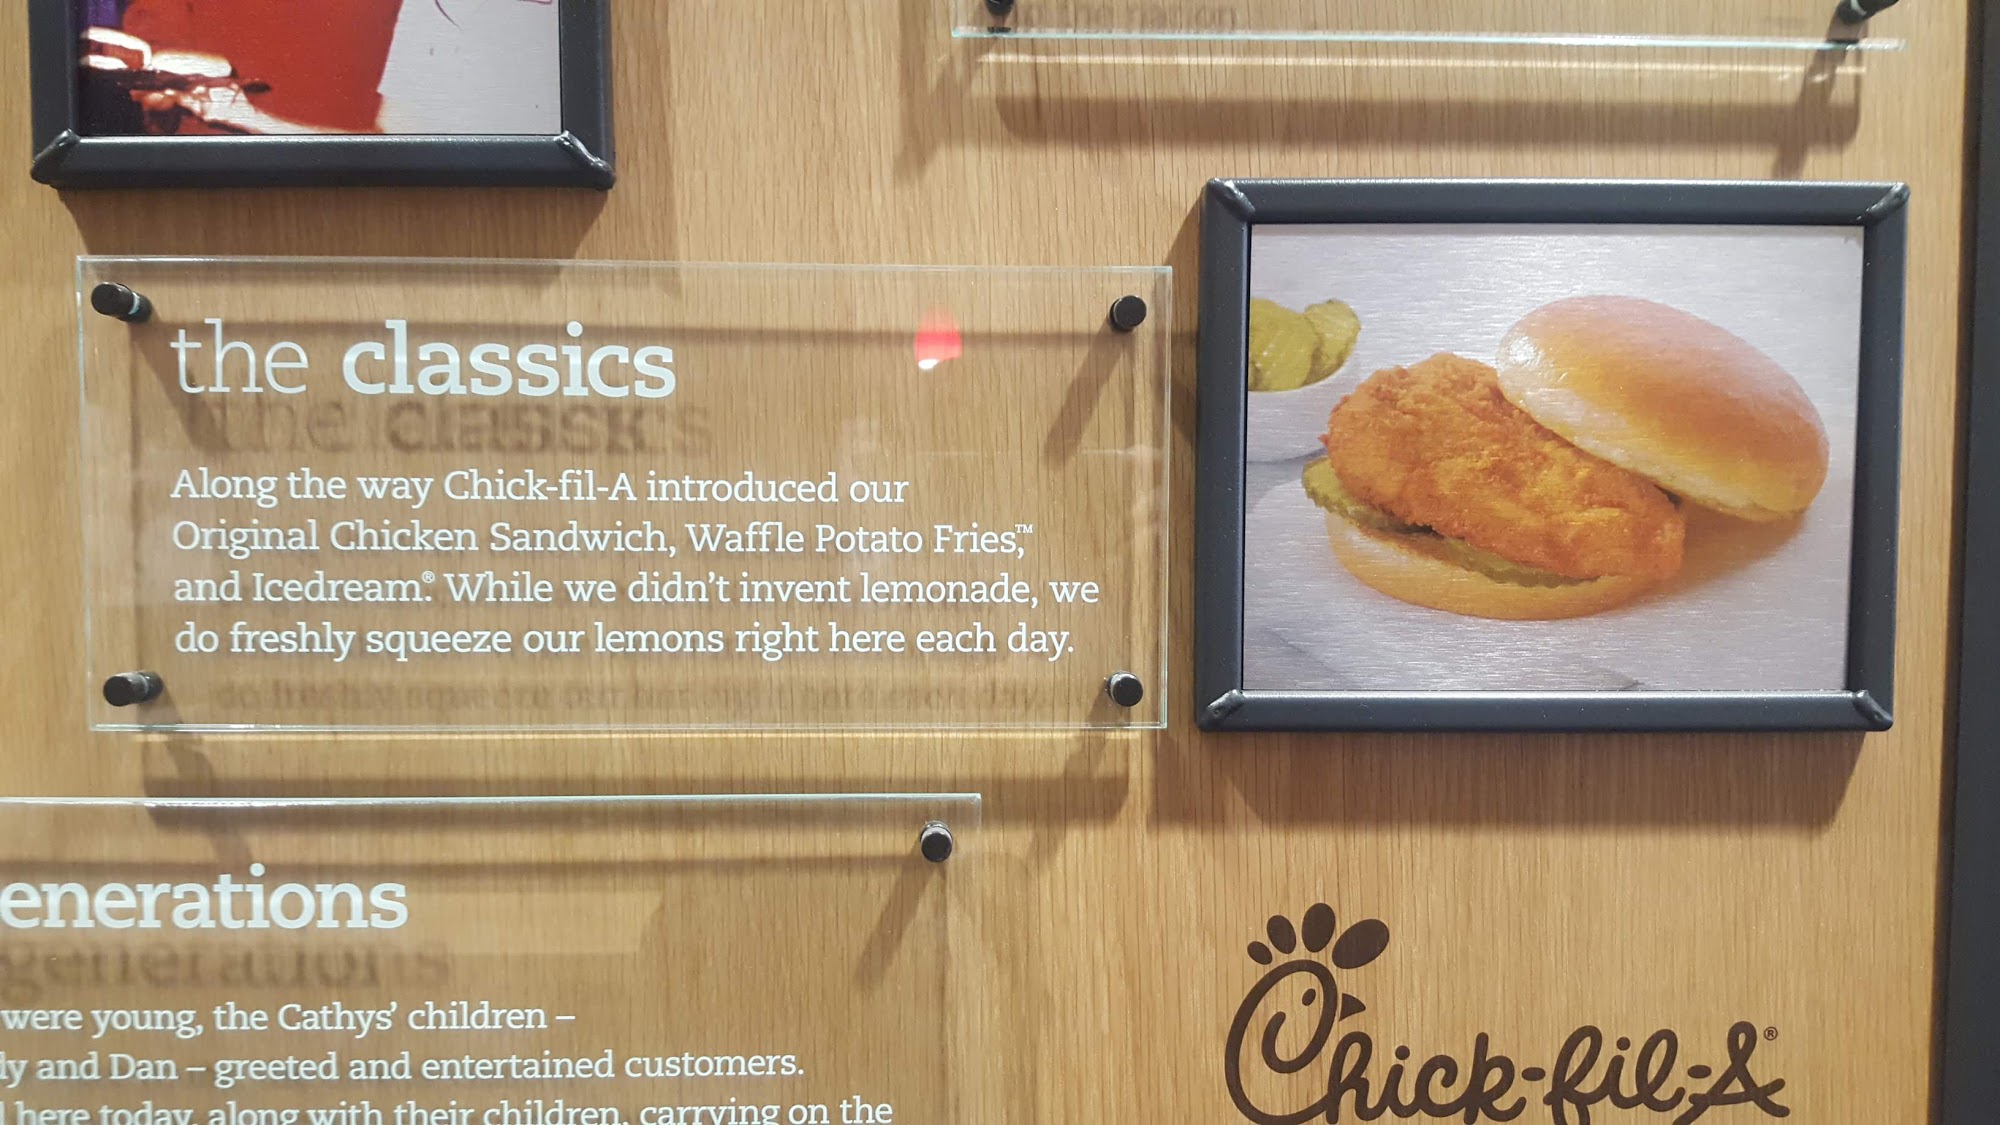 the classics
Along the way Chick-fil-A introduced our
Original Chicken Sandwich, Waffle Potato Fries,™
and Icedream.® While we didn't invent lemonade, we
do freshly squeeze our lemons right here each day.
enerations
were young, the Cathys' children –
dy and Dan – greeted and entertained customers.
here today, along with their children, carrying on the
Chick-fil-A®